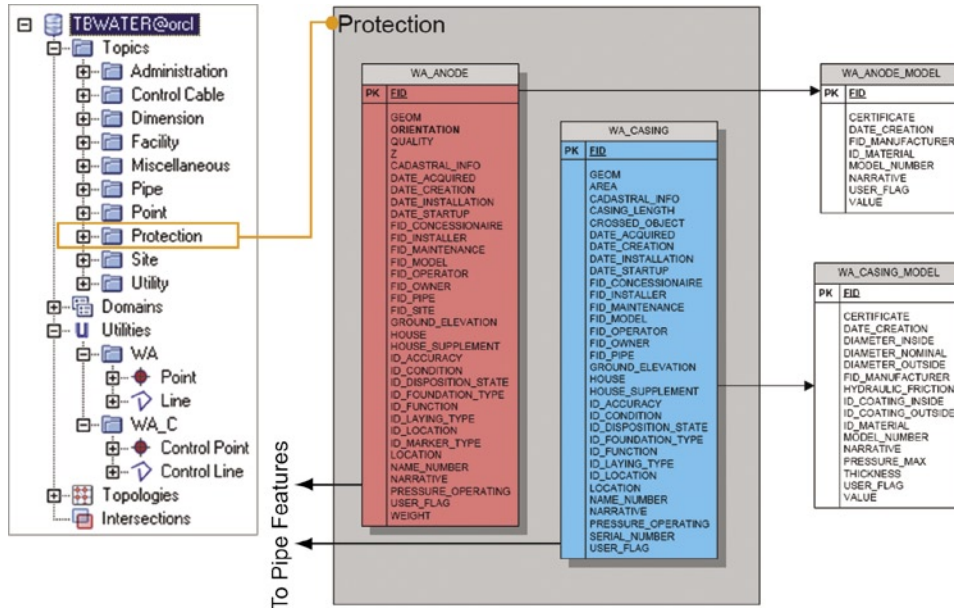 TBWATER@orcl
Topics
Administration
Control Cable
Dimension
Facility
Miscellaneous
Pipe
Point
Protection
Site
Utility
Domains
Utilities
WA
Point
Line
WA_C
Control Point
Control Line
Topologies
Intersections
Protection
WA_ANODE
PK FID
GEOM
ORIENTATION
QUALITY
Z
CADASTRAL_INFO
DATE_ACQUIRED
DATE_CREATION
DATE_INSTALLATION
DATE_STARTUP
FID_CONCESSIONAIRE
FID_INSTALLER
FID_MAINTENANCE
FID_MODEL
FID_OPERATOR
FID_OWNER
FID_PIPE
FID_SITE
GROUND_ELEVATION
HOUSE
HOUSE_SUPPLEMENT
ID_ACCURACY
ID_CONDITION
ID_DISPOSITION_STATE
ID_FOUNDATION_TYPE
ID_FUNCTION
ID_LAYING_TYPE
ID_LOCATION
ID_MARKER_TYPE
LOCATION
NAME_NUMBER
NARRATIVE
PRESSURE_OPERATING
USER_FLAG
WEIGHT
WA_CASING
PK FID
GEOM
AREA
CADASTRAL_INFO
CASING_LENGTH
CROSSED_OBJECT
DATE_ACQUIRED
DATE_CREATION
DATE_INSTALLATION
DATE_STARTUP
FID_CONCESSIONAIRE
FID_INSTALLER
FID_MAINTENANCE
FID_MODEL
FID_OPERATOR
FID_OWNER
FID_PIPE
GROUND_ELEVATION
HOUSE
HOUSE_SUPPLEMENT
ID_ACCURACY
ID_CONDITION
ID_DISPOSITION_STATE
ID_FOUNDATION_TYPE
ID_FUNCTION
ID_LAYING_TYPE
ID_LOCATION
LOCATION
NAME_NUMBER
NARRATIVE
PRESSURE_OPERATING
SERIAL_NUMBER
USER_FLAG
WA_ANODE_MODEL
PK FID
CERTIFICATE
DATE_CREATION
FID_MANUFACTURER
ID_MATERIAL
MODEL_NUMBER
NARRATIVE
USER_FLAG
VALUE
WA_CASING_MODEL
PK FID
CERTIFICATE
DATE_CREATION
DIAMETER_INSIDE
DIAMETER_NOMINAL
DIAMETER_OUTSIDE
FID_MANUFACTURER
HYDRAULIC_FRICTION
ID_COATING_INSIDE
ID_COATING_OUTSIDE
ID_MATERIAL
MODEL_NUMBER
NARRATIVE
PRESSURE_MAX
THICKNESS
USER_FLAG
VALUE
To Pipe Features